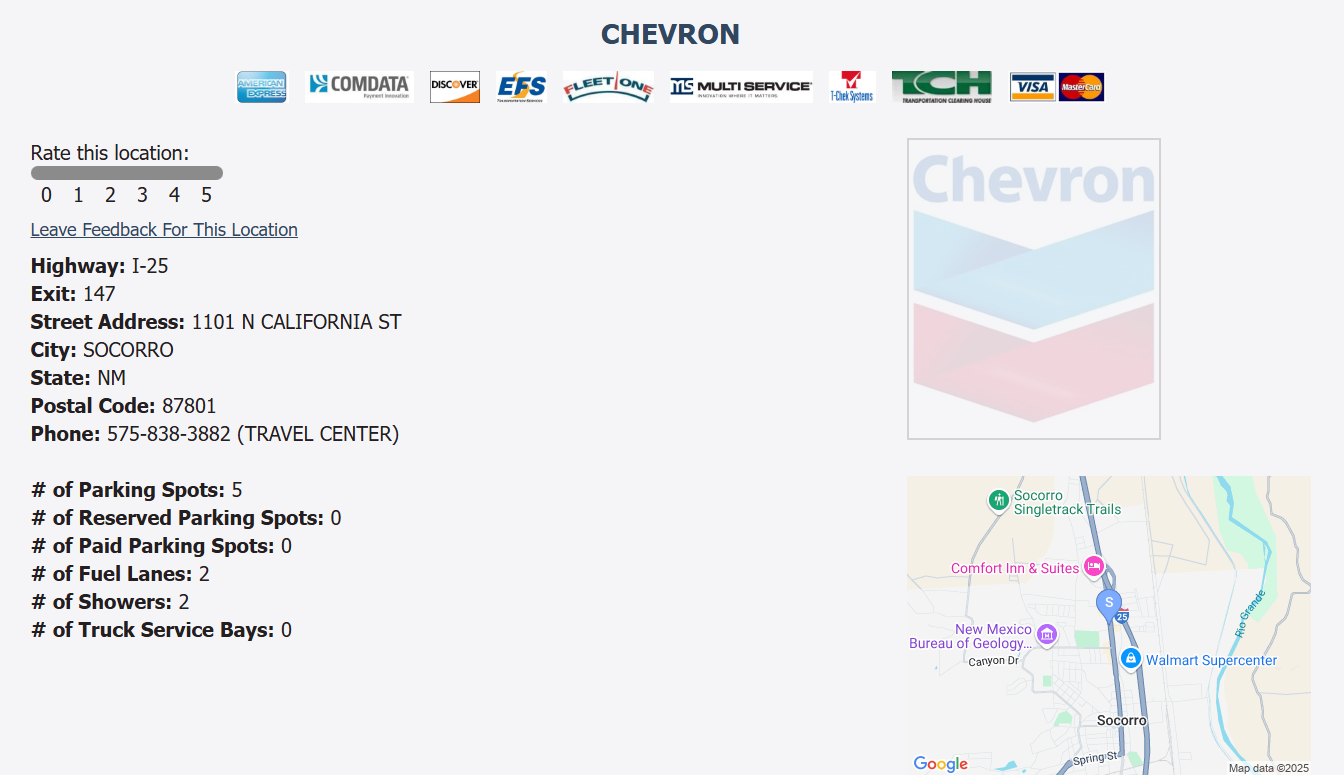 CHEVRON
AMERICAN EXPRESS
COMDATA
Payment Innovation
DISCOVER
EFS
TRANSPORTATION SERVICES
FLEET ONE
MS MULTI SERVICE
INNOVATION WHERE IT MATTERS
T-Chek Systems
TCH
TRANSPORTATION CLEARING HOUSE
VISA
MasterCard
Rate this location:
0 1 2 3 4 5
Leave Feedback For This Location
Highway: I-25
Exit: 147
Street Address: 1101 N CALIFORNIA ST
City: SOCORRO
State: NM
Postal Code: 87801
Phone: 575-838-3882 (TRAVEL CENTER)
# of Parking Spots: 5
# of Reserved Parking Spots: 0
# of Paid Parking Spots: 0
# of Fuel Lanes: 2
# of Showers: 2
# of Truck Service Bays: 0
Chevron
Socorro
Singletrack Trails
Comfort Inn & Suites
S
25
New Mexico
Bureau of Geology...
Canyon Dr
Rio Grande
Walmart Supercenter
Socorro
Spring St
Google
Map data ©2025